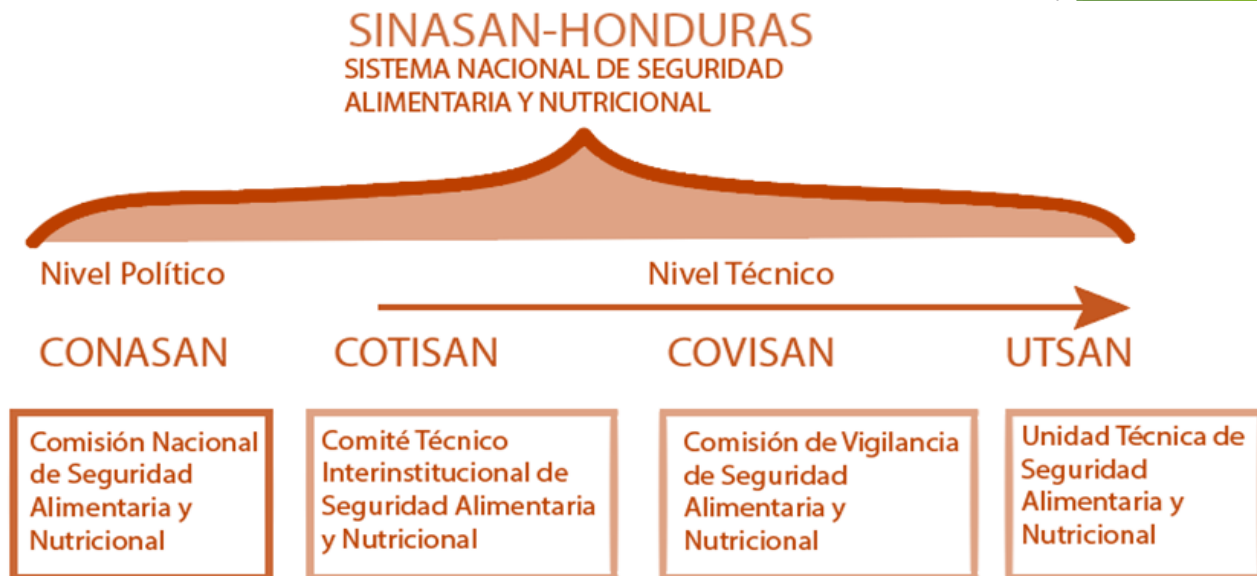 SINASAN-HONDURAS
SISTEMA NACIONAL DE SEGURIDAD
ALIMENTARIA Y NUTRICIONAL
Nivel Político
Nivel Técnico
CONASAN
COTISAN
COVISAN
UTSAN
Comisión Nacional
de Seguridad
Alimentaria y
Nutricional
Comité Técnico
Interinstitucional de
Seguridad Alimentaria
y Nutricional
Comisión de Vigilancia
de Seguridad
Alimentaria y
Nutricional
Unidad Técnica de
Seguridad
Alimentaria y
Nutricional